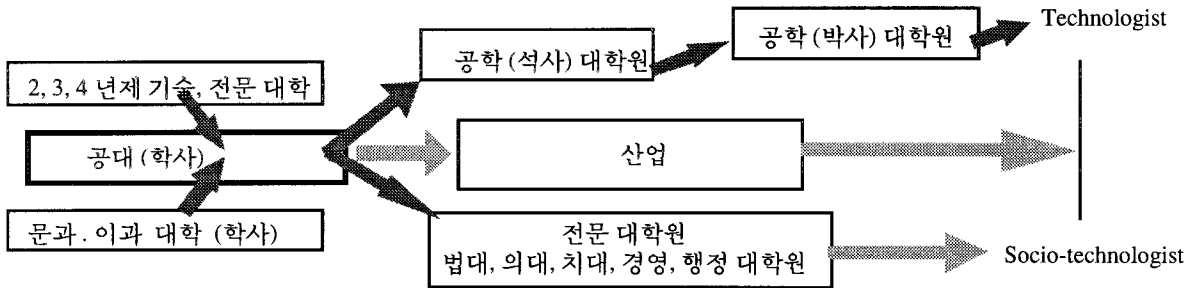 Technologist
공학 (박사) 대학원
공학 (석사) 대학원
2, 3, 4 년제 기술, 전문 대학
공대 (학사)
산업
문과 . 이과 대학 (학사)
전문 대학원
법대, 의대, 치대, 경영, 행정 대학원
Socio-technologist